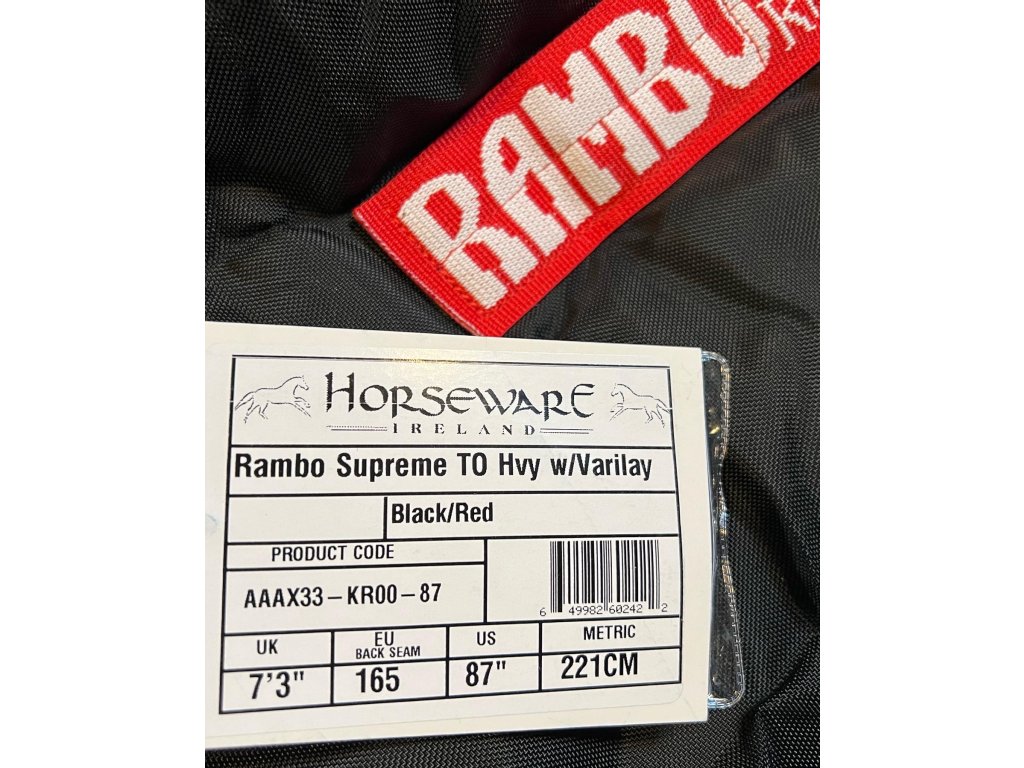 RAMBO
HORSEWARE
IRELAND
Rambo Supreme TO Hvy w/Varilay
Black/Red
PRODUCT CODE
AAAX33-KR00-87
6 49982 60242 2
UK EU BACK SEAM US METRIC
7'3" 165 87" 221CM